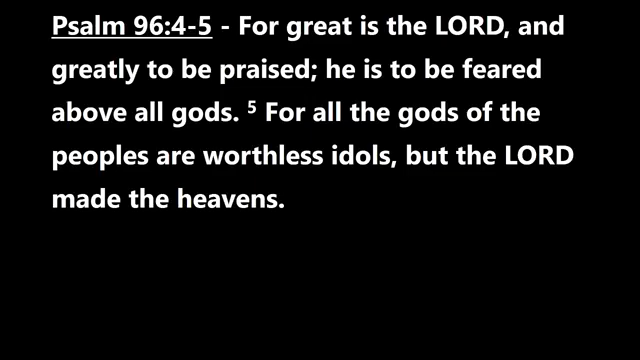 Psalm 96:4-5 - For great is the LORD, and
greatly to be praised; he is to be feared
above all gods. ⁵ For all the gods of the
peoples are worthless idols, but the LORD
made the heavens.